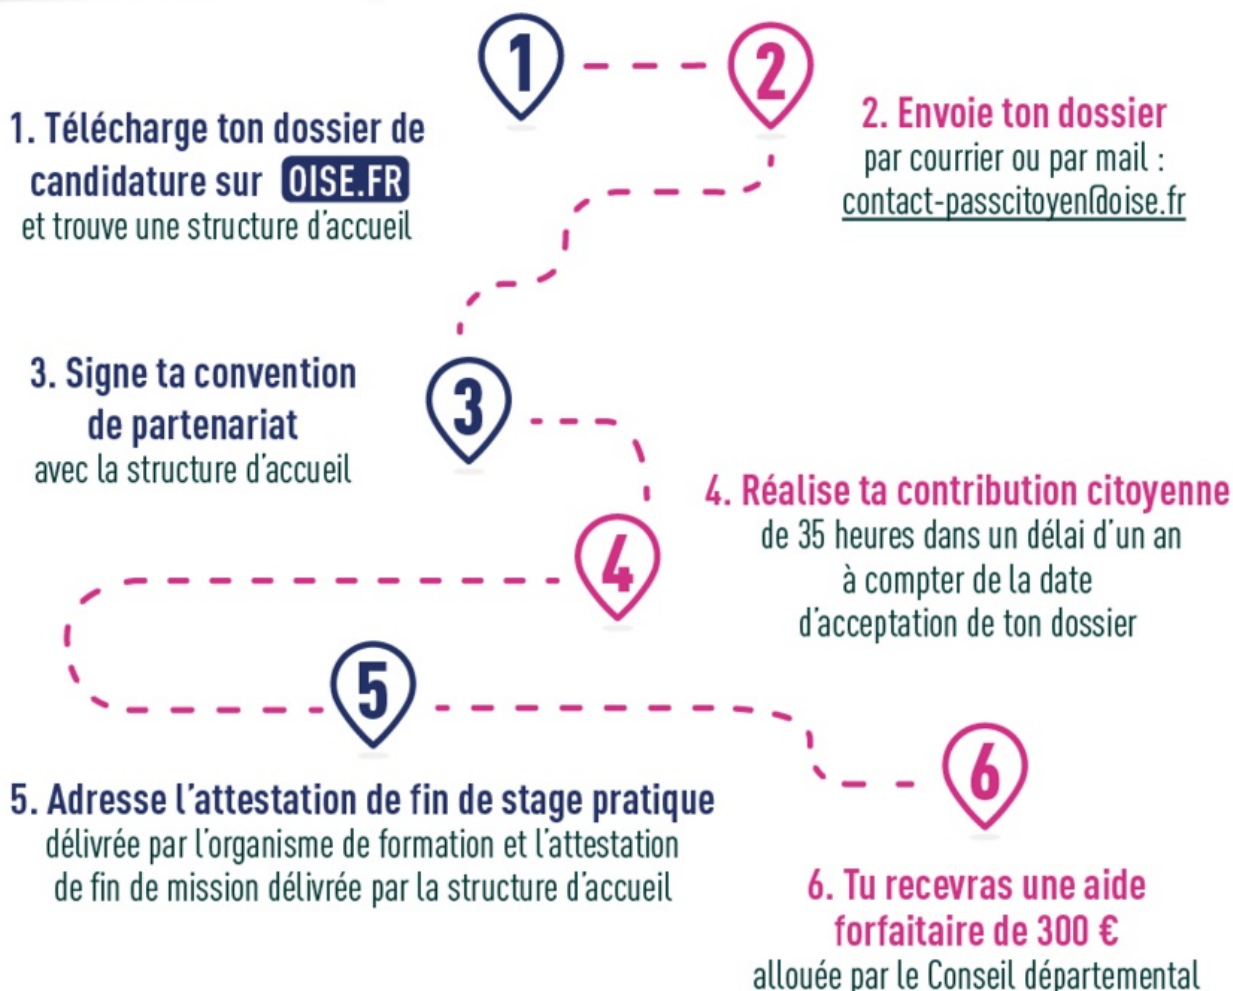 1
2
1. Télécharge ton dossier de
candidature sur OISE.FR
et trouve une structure d'accueil
2. Envoie ton dossier
par courrier ou par mail :
contact-passcitoyen@oise.fr
3. Signe ta convention
de partenariat
avec la structure d'accueil
3
4. Réalise ta contribution citoyenne
de 35 heures dans un délai d'un an
à compter de la date
d'acceptation de ton dossier
4
5
6
5. Adresse l'attestation de fin de stage pratique
délivrée par l'organisme de formation et l'attestation
de fin de mission délivrée par la structure d'accueil
6. Tu recevras une aide
forfaitaire de 300 €
allouée par le Conseil départemental